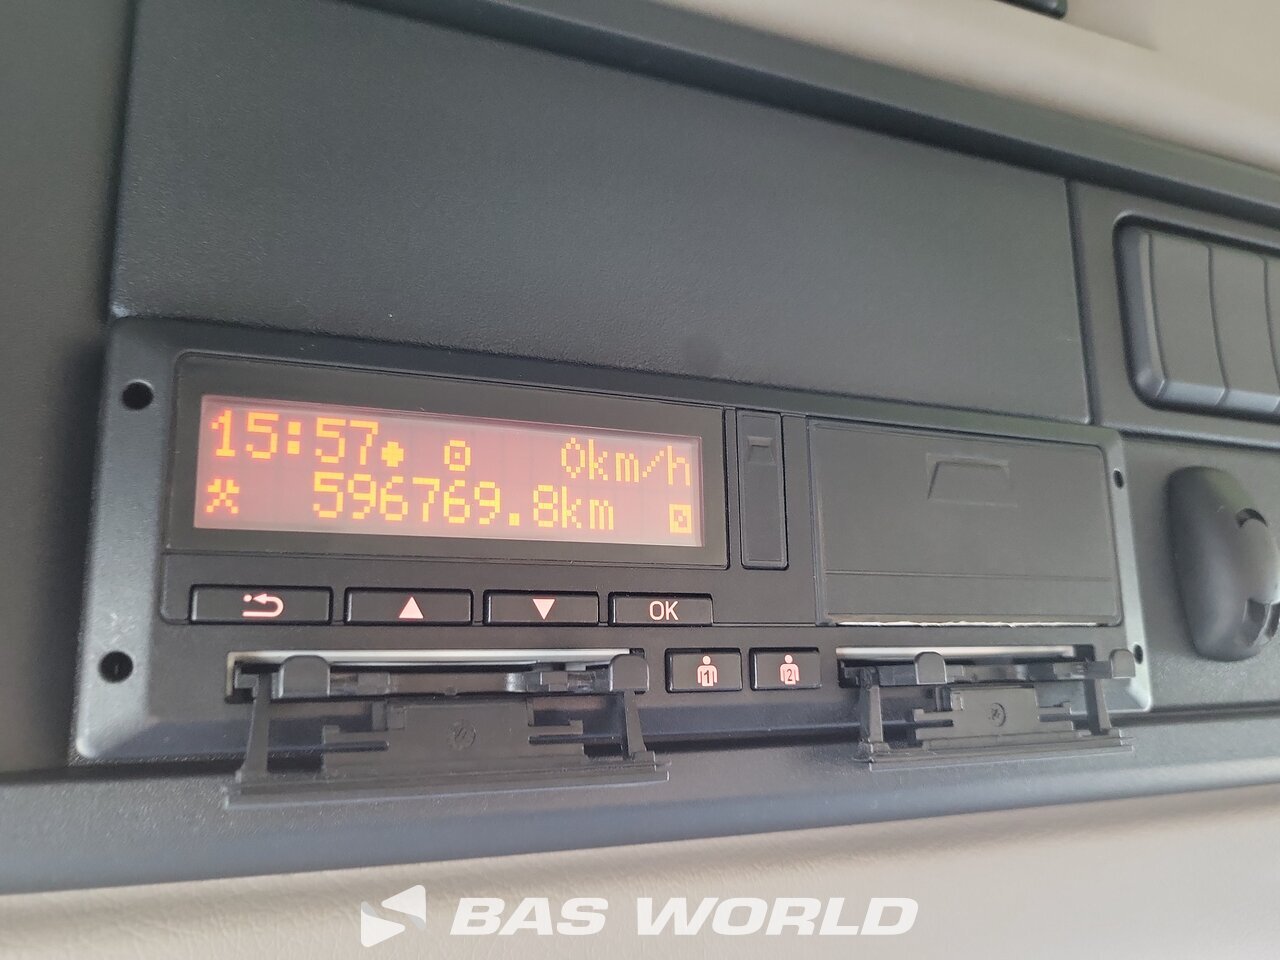 15:57 0km/h
596769.8km
OK
1 2
BAS WORLD